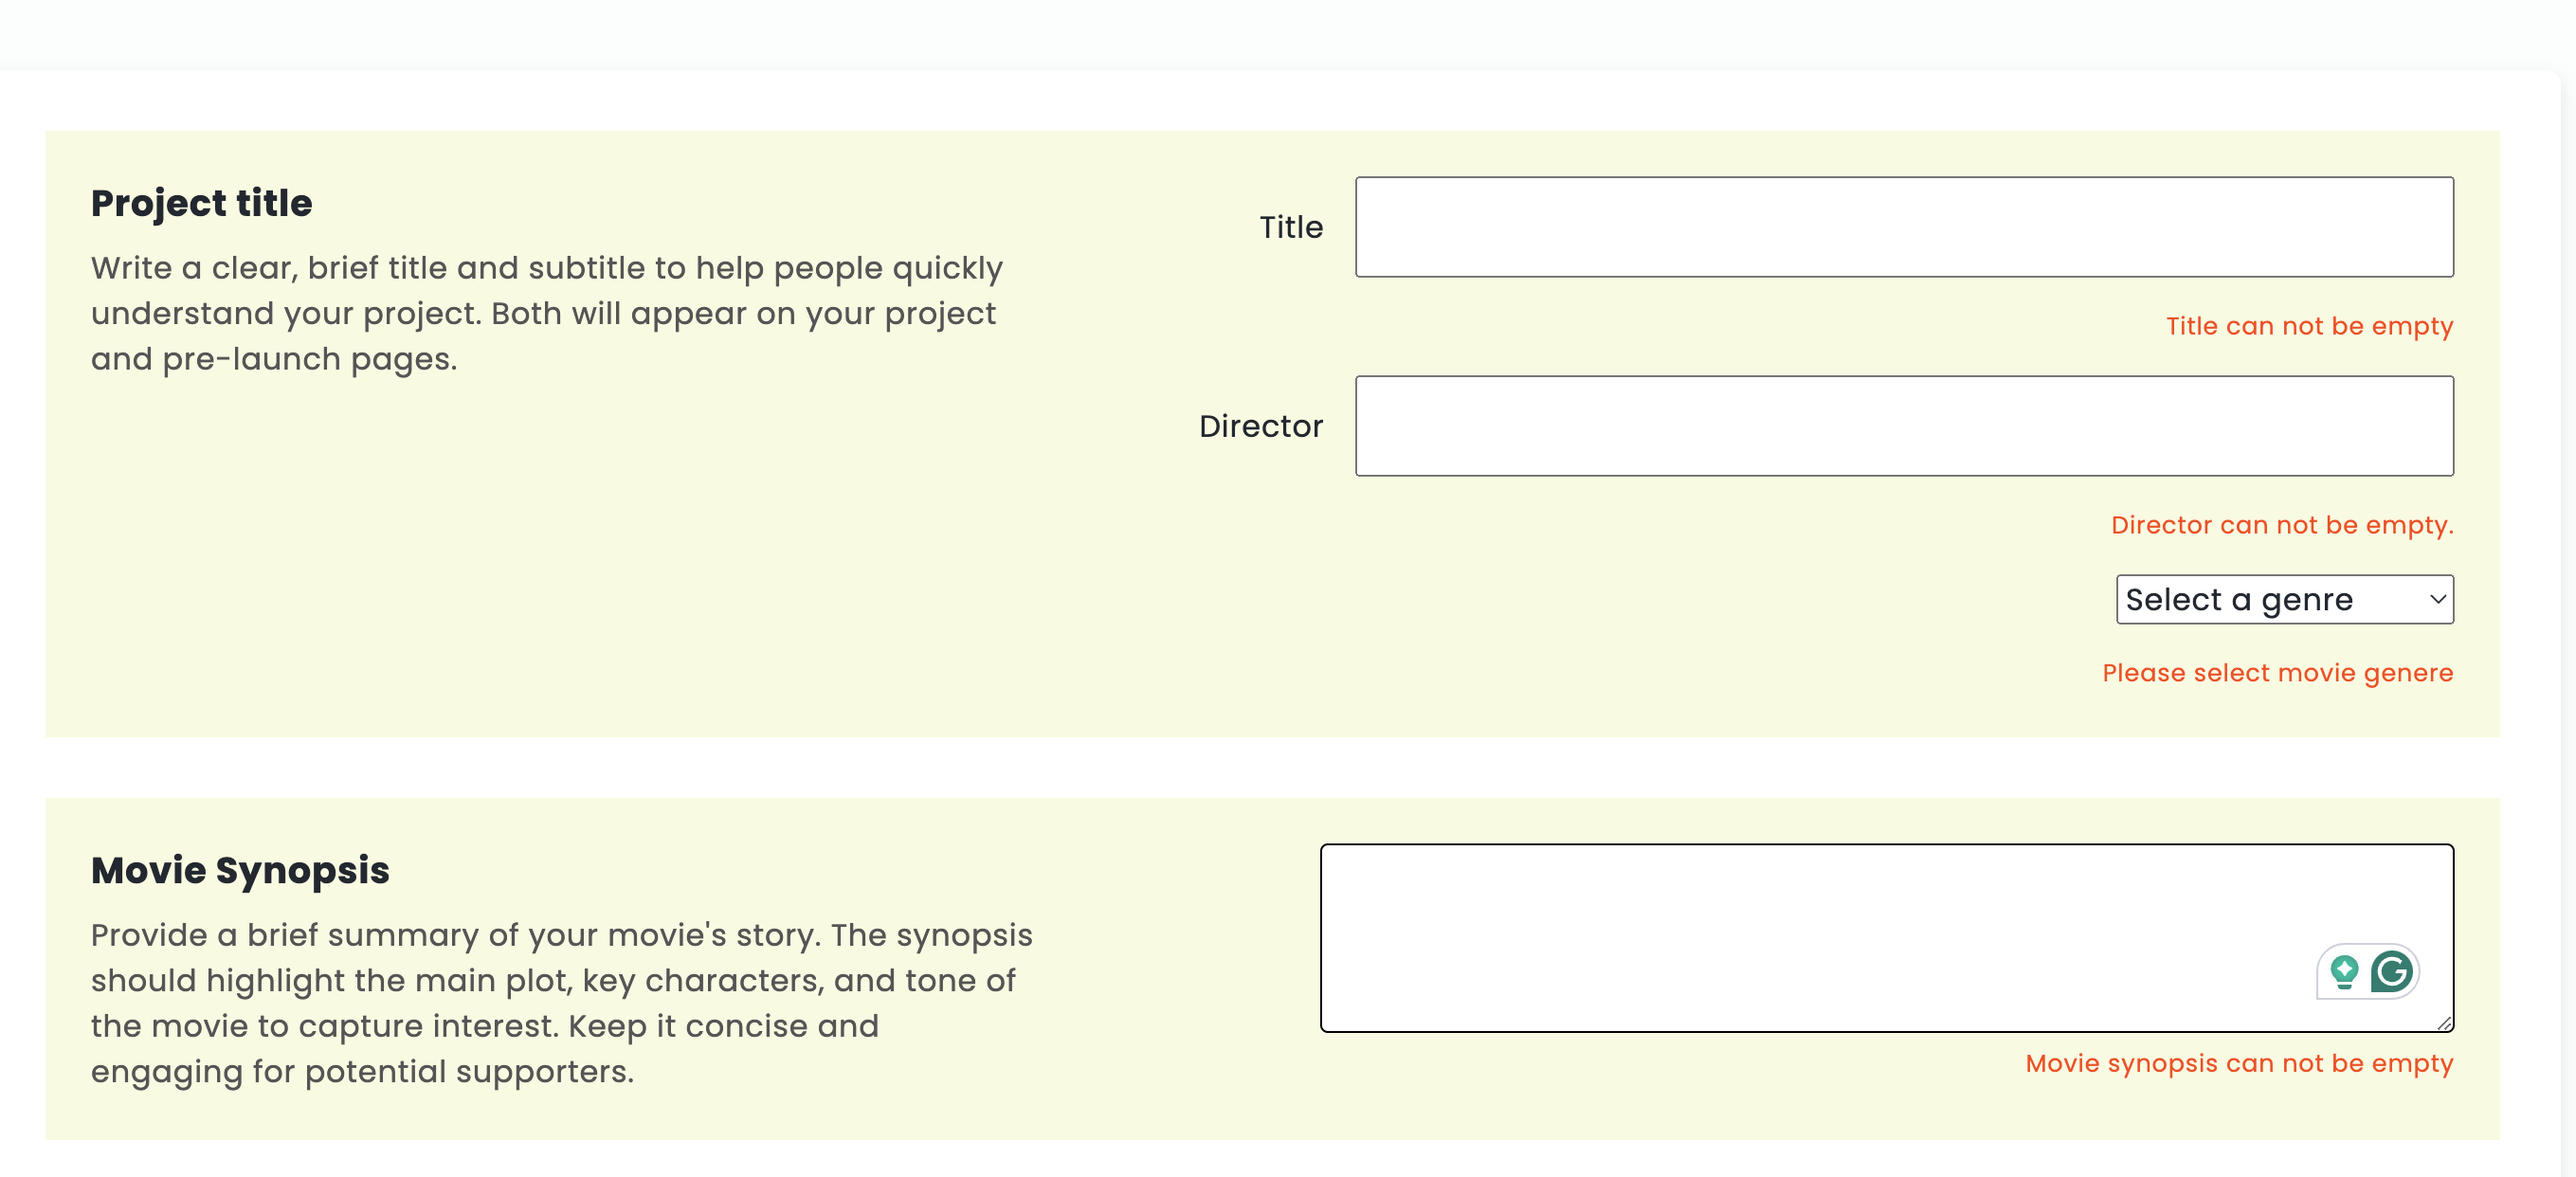 Project title
Write a clear, brief title and subtitle to help people quickly
understand your project. Both will appear on your project
and pre-launch pages.
Title
Title can not be empty
Director
Director can not be empty.
Select a genre
Please select movie genere
Movie Synopsis
Provide a brief summary of your movie's story. The synopsis
should highlight the main plot, key characters, and tone of
the movie to capture interest. Keep it concise and
engaging for potential supporters.
Movie synopsis can not be empty